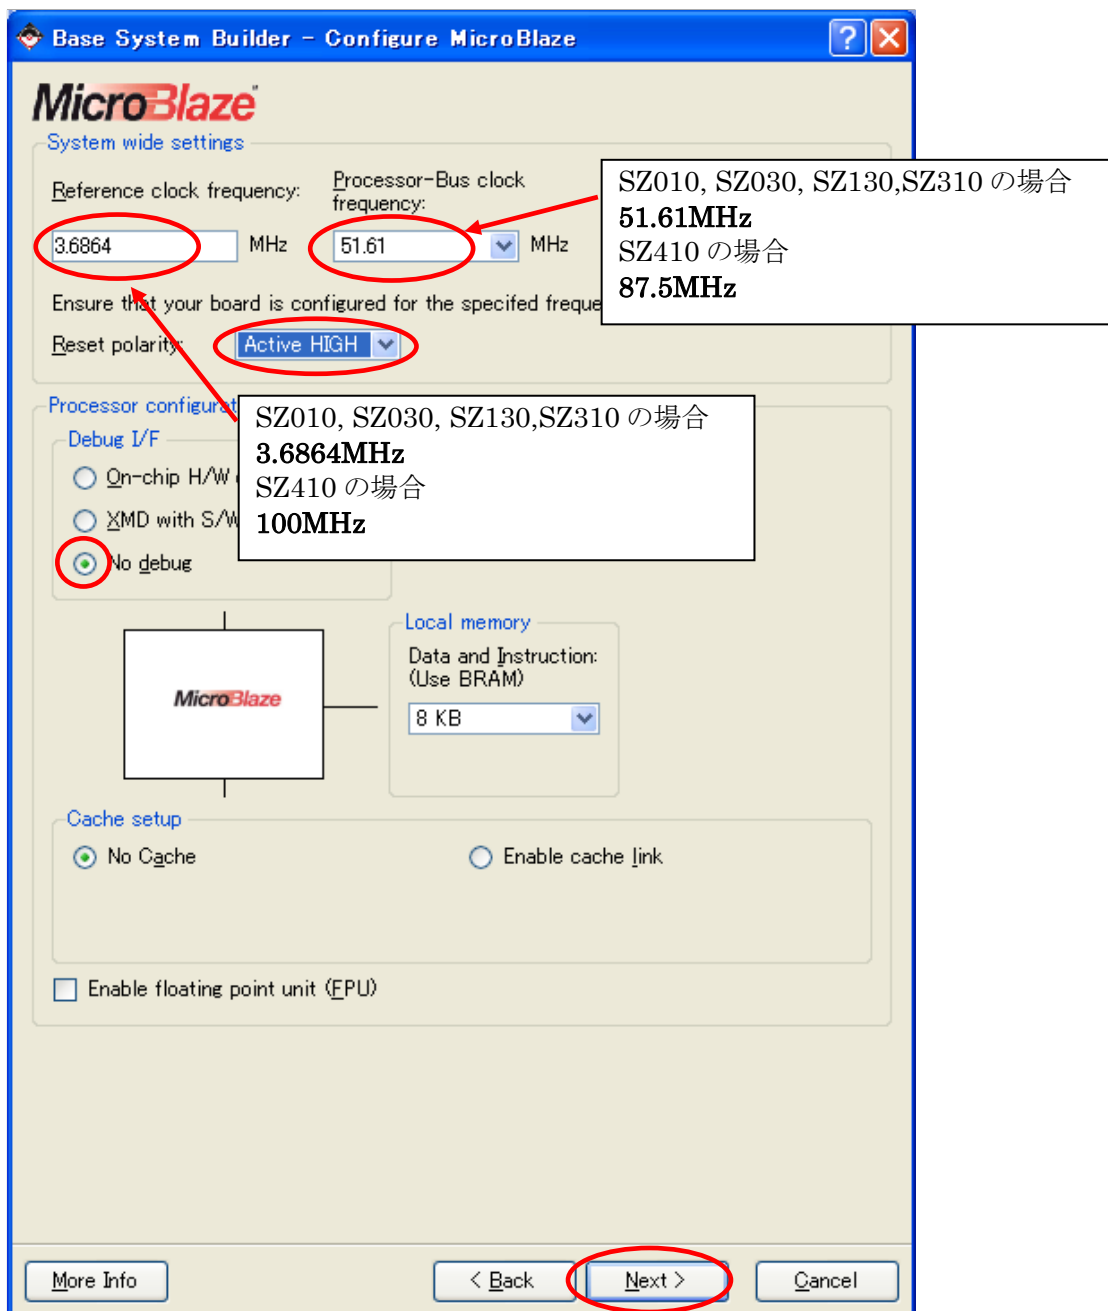 Base System Builder - Configure MicroBlaze
MicroBlaze
System wide settings
Reference clock frequency:
Processor-Bus clock
frequency:
3.6864
MHz
51.61
MHz
SZ010, SZ030, SZ130,SZ310 の場合
51.61MHz
SZ410 の場合
87.5MHz
Ensure that your board is configured for the specifed freque
Reset polarity:
Active HIGH
Processor configurat
SZ010, SZ030, SZ130,SZ310 の場合
3.6864MHz
SZ410 の場合
100MHz
Debug I/F
On-chip H/W
XMD with S/W
No debug
Local memory
Data and Instruction:
(Use BRAM)
8 KB
MicroBlaze
Cache setup
No Cache
Enable cache link
Enable floating point unit (FPU)
More Info
< Back
Next >
Cancel